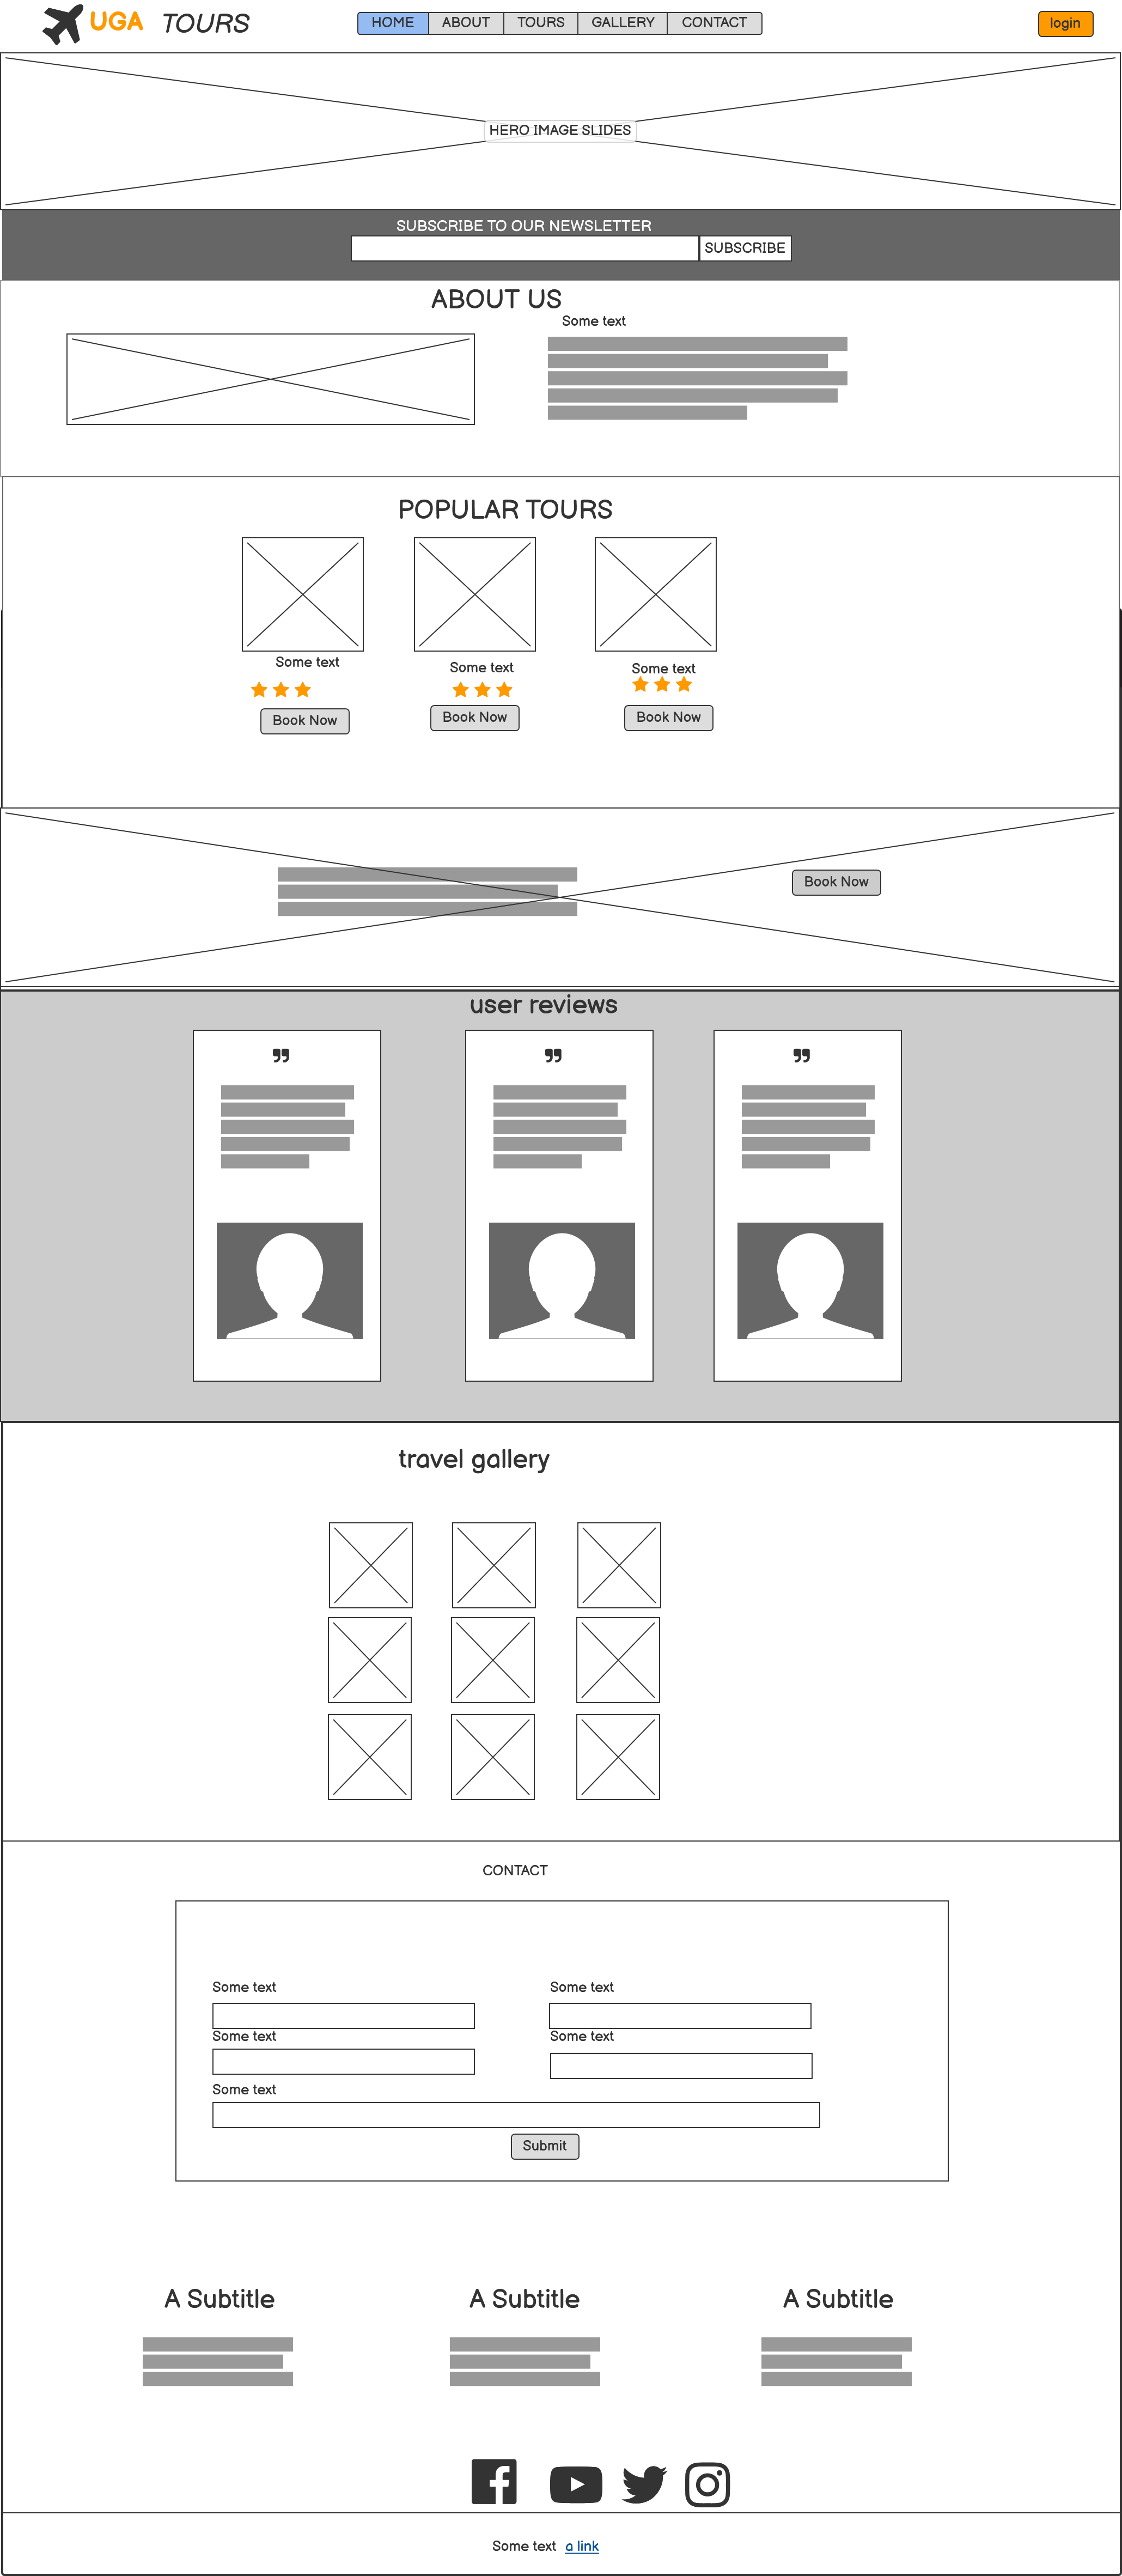 UGA TOURS
HOME ABOUT TOURS GALLERY CONTACT
login
HERO IMAGE SLIDES
SUBSCRIBE TO OUR NEWSLETTER
SUBSCRIBE
ABOUT US
Some text
POPULAR TOURS
Some text
Book Now
Some text
Book Now
Some text
Book Now
Book Now
user reviews
travel gallery
CONTACT
Some text
Some text
Some text
Some text
Some text
Submit
A Subtitle
A Subtitle
A Subtitle
Some text a link